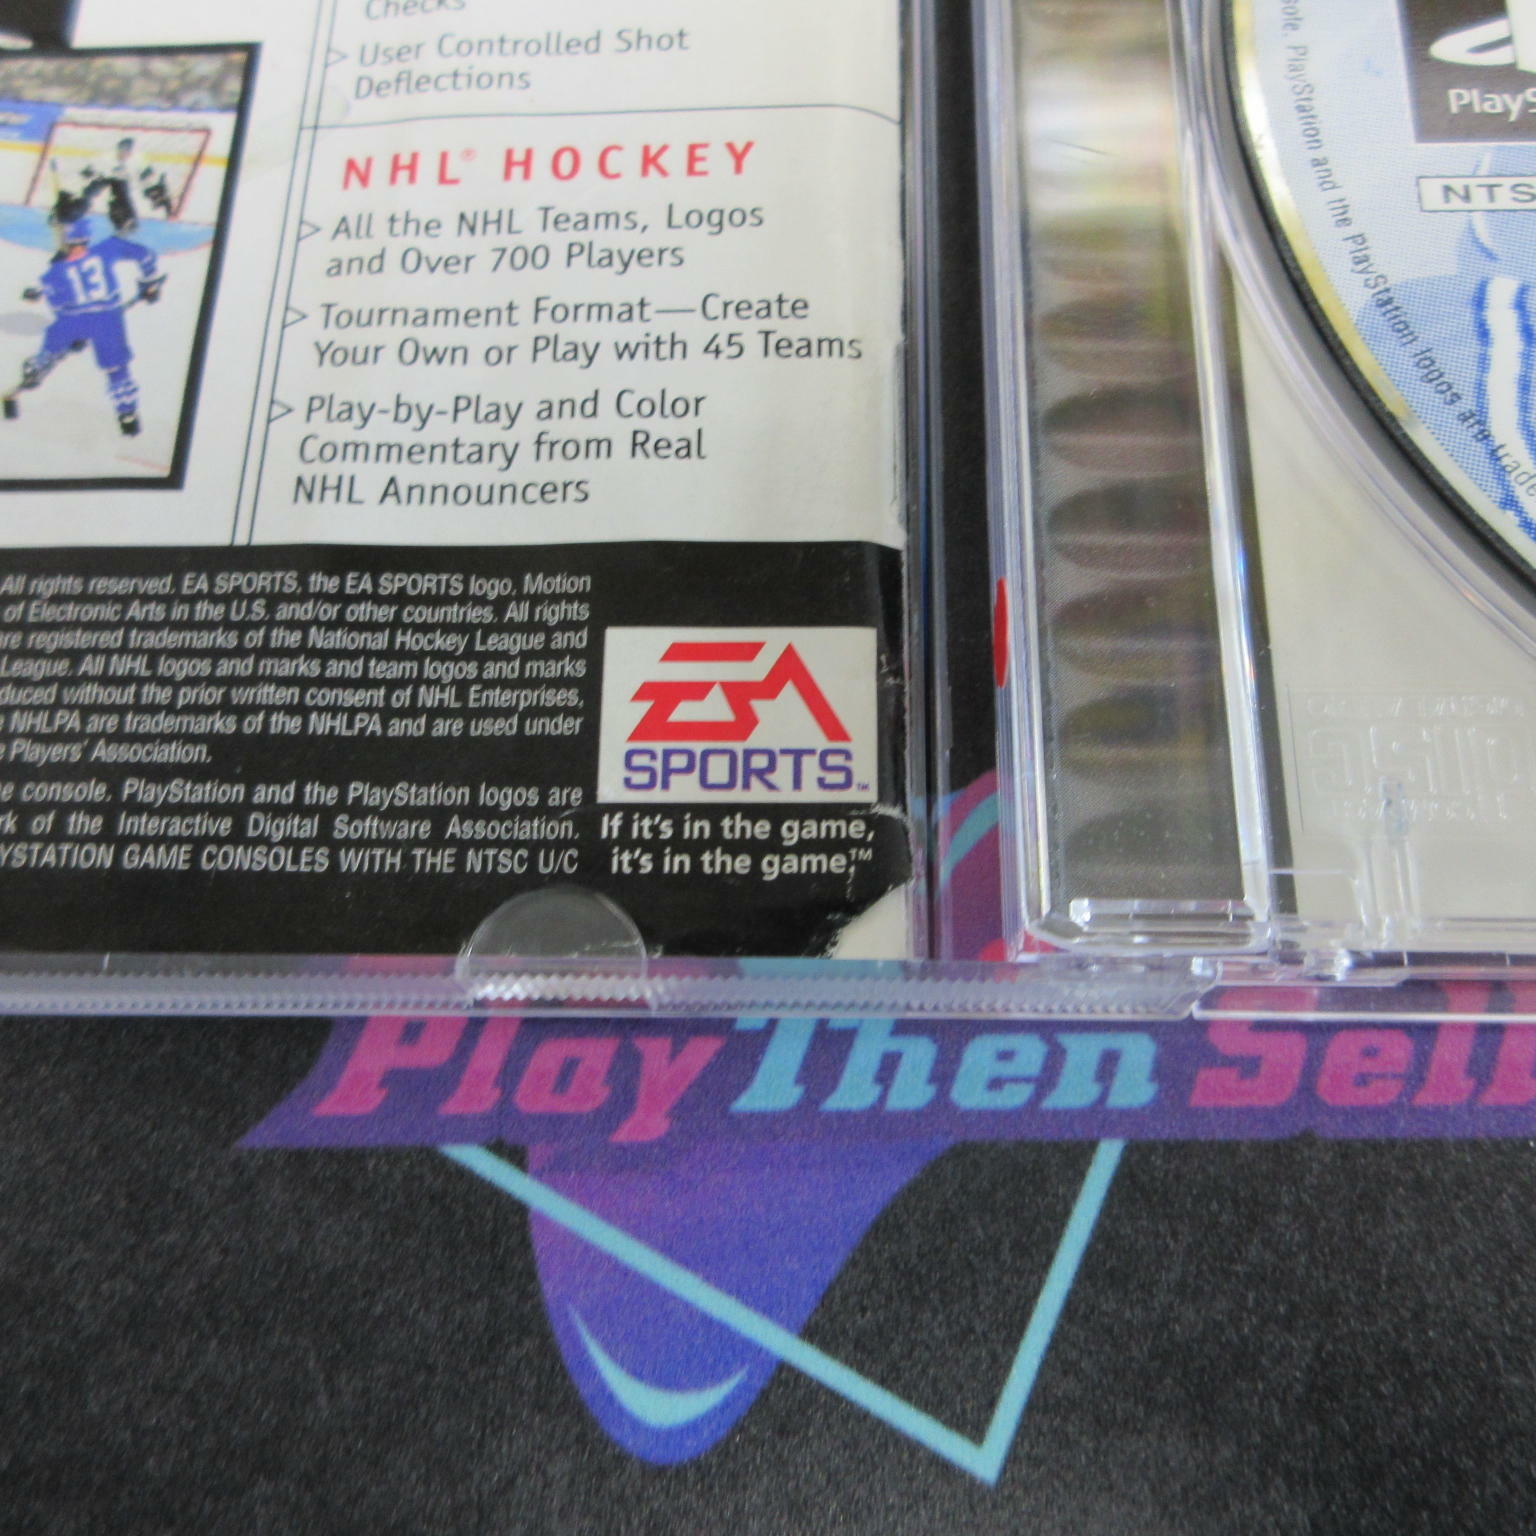 Checks
User Controlled Shot
Deflections
NHL® HOCKEY
All the NHL Teams, Logos
and Over 700 Players
Tournament Format—Create
Your Own or Play with 45 Teams
Play-by-Play and Color
Commentary from Real
NHL Announcers
13
All rights reserved. EA SPORTS, the EA SPORTS logo, Motion
of Electronic Arts in the U.S. and/or other countries. All rights
are registered trademarks of the National Hockey League and
League. All NHL logos and marks and team logos and marks
duced without the prior written consent of NHL Enterprises,
NHLPA are trademarks of the NHLPA and are used under
Players' Association.
console. PlayStation and the PlayStation logos are
rk of the Interactive Digital Software Association.
YSTATION GAME CONSOLES WITH THE NTSC U/C
EA
SPORTS™
If it's in the game,
it's in the game.™
sole. PlayStation and the PlayStation logos are trade
PlayS
NTS
disc
Play Then Sell